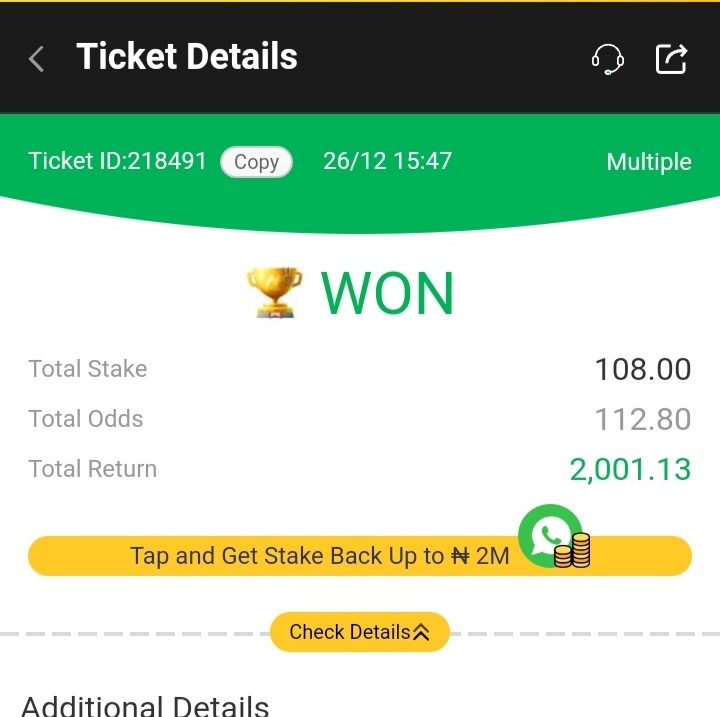 Ticket Details
Ticket ID:218491 Copy 26/12 15:47 Multiple
WON
Total Stake 108.00
Total Odds 112.80
Total Return 2,001.13
Tap and Get Stake Back Up to ₦ 2M
Check Details
Additional Details